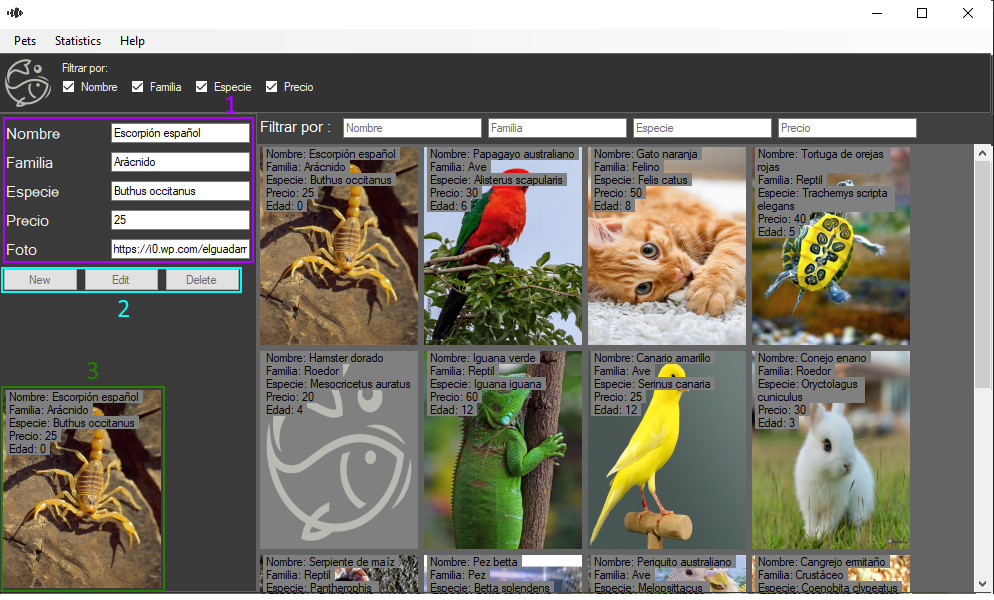 Pets Statistics Help
Filtrar por:
Nombre Familia Especie Precio
1
Nombre Escorpión español
Familia Arácnido
Especie Buthus occitanus
Precio 25
Foto https://i0.wp.com/elguadarr
New Edit Delete
2
3
Nombre: Escorpión español
Familia: Arácnido
Especie: Buthus occitanus
Precio: 25
Edad: 0
Filtrar por : Nombre Familia Especie Precio
Nombre: Escorpión español
Familia: Arácnido
Especie: Buthus occitanus
Precio: 25
Edad: 0
Nombre: Papagayo australiano
Familia: Ave
Especie: Alisterus scapularis
Precio: 30
Edad: 6
Nombre: Gato naranja
Familia: Felino
Especie: Felis catus
Precio: 50
Edad: 8
Nombre: Tortuga de orejas
rojas
Familia: Reptil
Especie: Trachemys scripta
elegans
Precio: 40
Edad: 5
Nombre: Hamster dorado
Familia: Roedor
Especie: Mesocricetus auratus
Precio: 20
Edad: 4
Nombre: Iguana verde
Familia: Reptil
Especie: Iguana iguana
Precio: 60
Edad: 12
Nombre: Canario amarillo
Familia: Ave
Especie: Serinus canaria
Precio: 25
Edad: 12
Nombre: Conejo enano
Familia: Roedor
Especie: Oryctolagus
cuniculus
Precio: 30
Edad: 3
Nombre: Serpiente de maíz
Familia: Reptil
Especie: Pantherophis
Nombre: Pez betta
Familia: Pez
Especie: Betta splendens
Nombre: Periquito australiano
Familia: Ave
Especie: Melopsittacus
Nombre: Cangrejo ermitaño
Familia: Crustáceo
Especie: Coenobita clypeatus